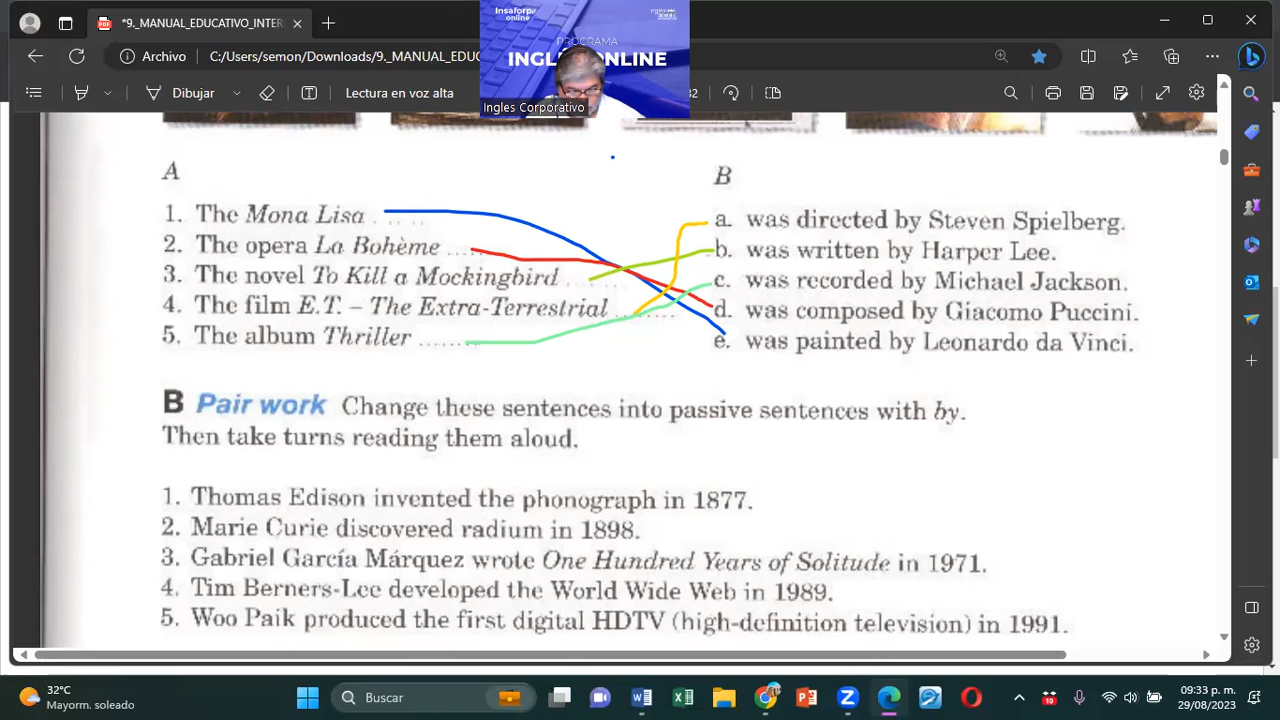 *9._MANUAL_EDUCATIVO_INTER
Insaforp
online
PROGRAMA
INGLÉS ONLINE
Ingles Corporativo
Archivo
C:/Users/semon/Downloads/9._MANUAL_EDUC
Dibujar
Lectura en voz alta
A
B
1. The Mona Lisa
a. was directed by Steven Spielberg.
2. The opera La Bohème ....
b. was written by Harper Lee.
3. The novel To Kill a Mockingbird
c. was recorded by Michael Jackson.
4. The film E.T. – The Extra-Terrestrial ........
d. was composed by Giacomo Puccini.
5. The album Thriller ........
e. was painted by Leonardo da Vinci.
B Pair work Change these sentences into passive sentences with by.
Then take turns reading them aloud.
1. Thomas Edison invented the phonograph in 1877.
2. Marie Curie discovered radium in 1898.
3. Gabriel García Márquez wrote One Hundred Years of Solitude in 1971.
4. Tim Berners-Lee developed the World Wide Web in 1989.
5. Woo Paik produced the first digital HDTV (high-definition television) in 1991.
32°C
Mayorm. soleado
Buscar
09:33 p. m.
29/08/2023